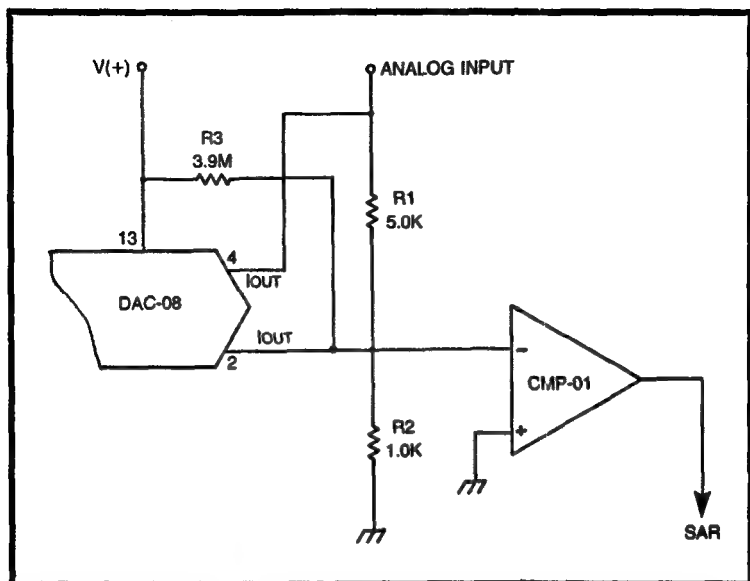 V(+)
ANALOG INPUT
R3
3.9M
R1
5.0K
13
4
IOUT
DAC-08
IOUT
2
−
CMP-01
+
R2
1.0K
SAR